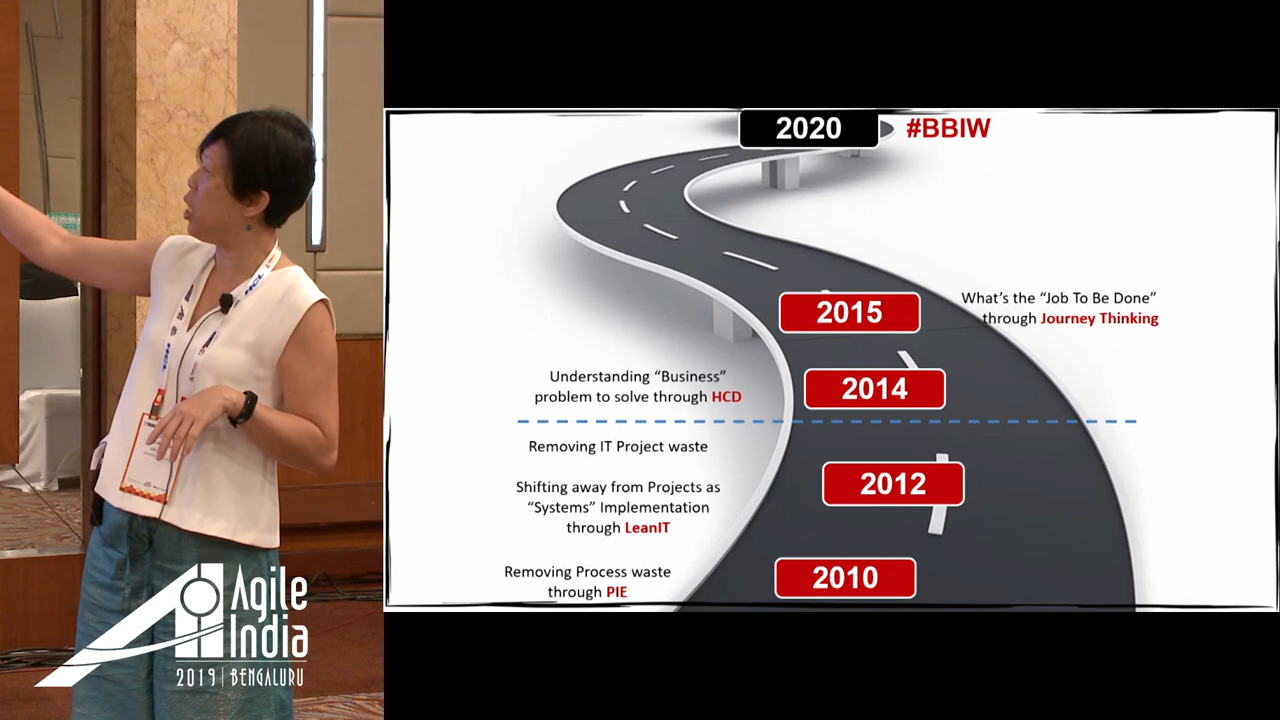 2020
#BBIW
2015
What's the “Job To Be Done”
through Journey Thinking
Understanding “Business”
problem to solve through HCD
2014
Removing IT Project waste
Shifting away from Projects as
“Systems” Implementation
through LeanIT
2012
Removing Process waste
through PIE
2010
HCL
HCL
Agile
India
2019 | BENGALURU